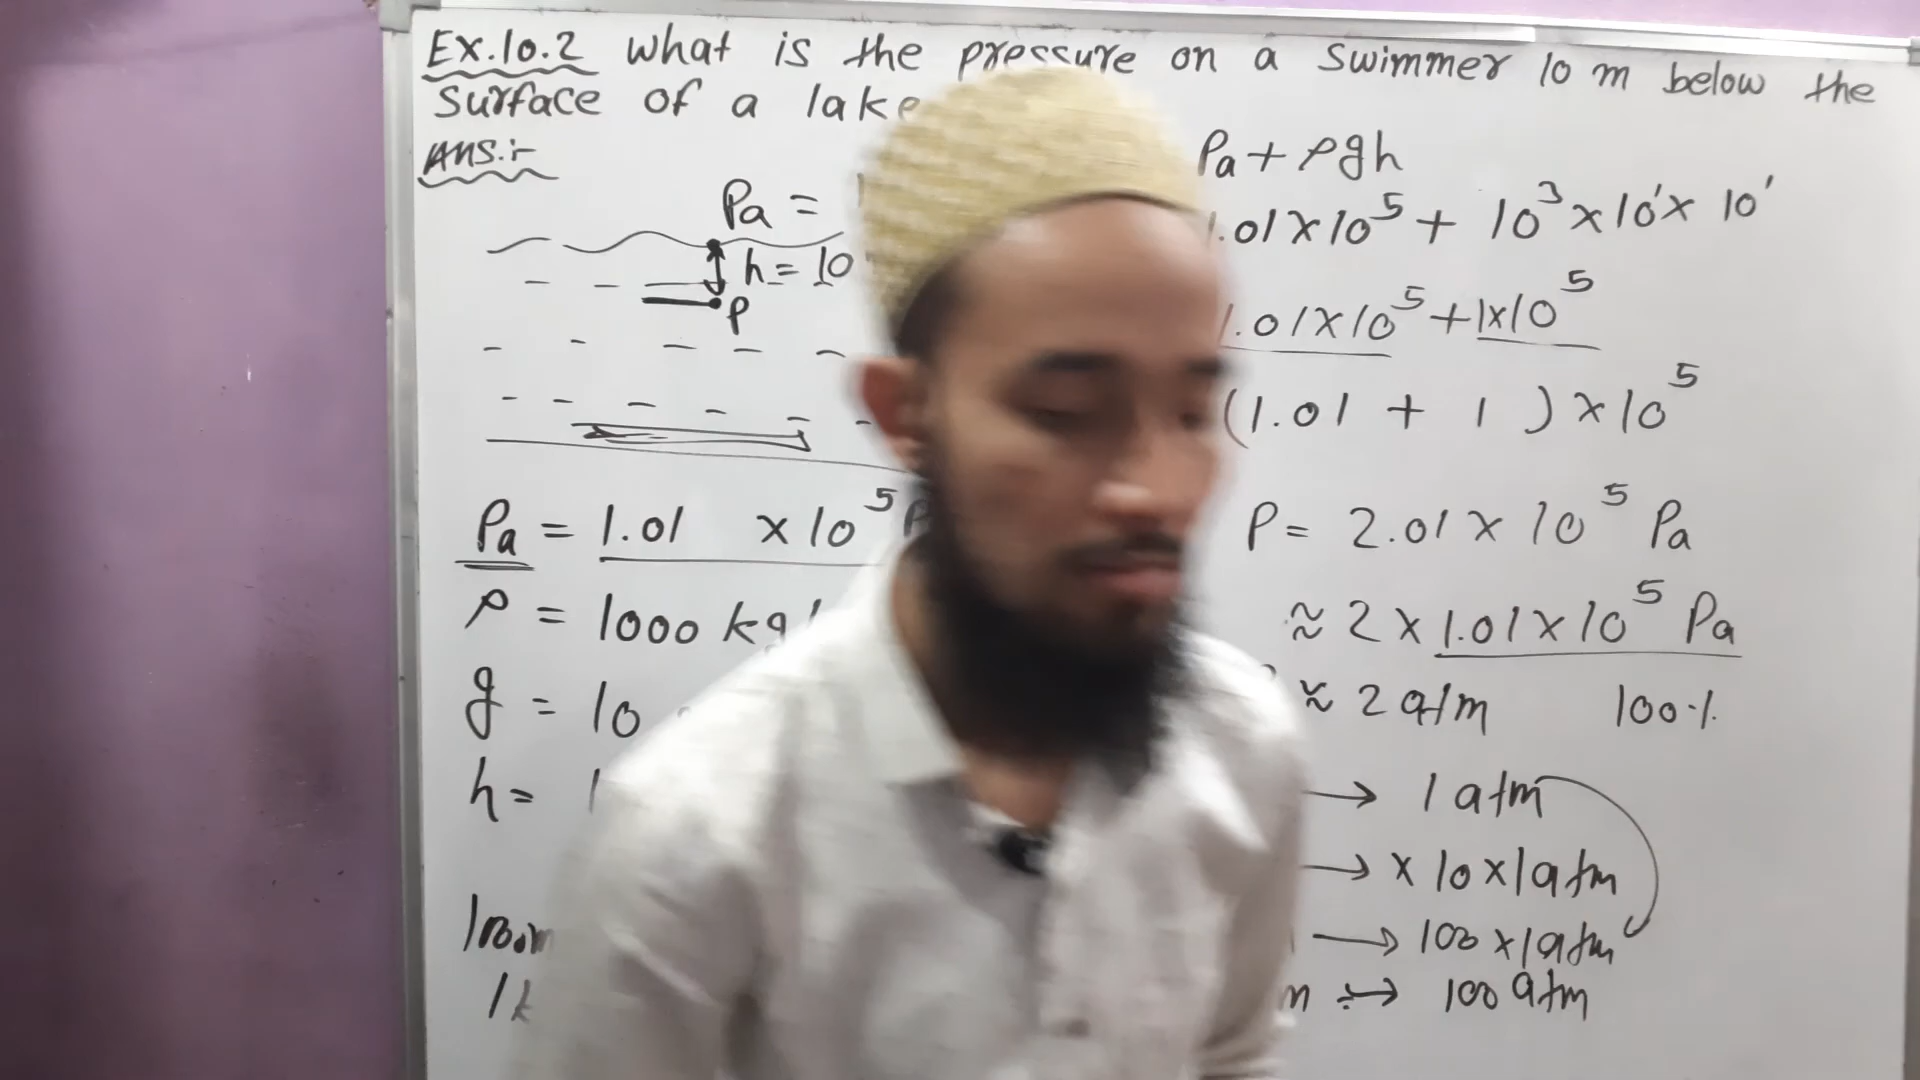 Ex.10.2 What is the pressure on a swimmer 10 m below the
surface of a lake
Ans.:-
Pa =
h = 10
P
Pa = 1.01 × 10⁵
ρ = 1000 kg/
g = 10
h =
100m
Pa + ρgh
1.01 × 10⁵ + 10³ × 10¹ × 10¹
1.01 × 10⁵ + 1×10⁵
(1.01 + 1) × 10⁵
P = 2.01 × 10⁵ Pa
≈ 2 × 1.01 × 10⁵ Pa
≈ 2 atm 100%
→ 1 atm
→ × 10 × 1 atm
→ 100 × 1 atm
→ 100 atm